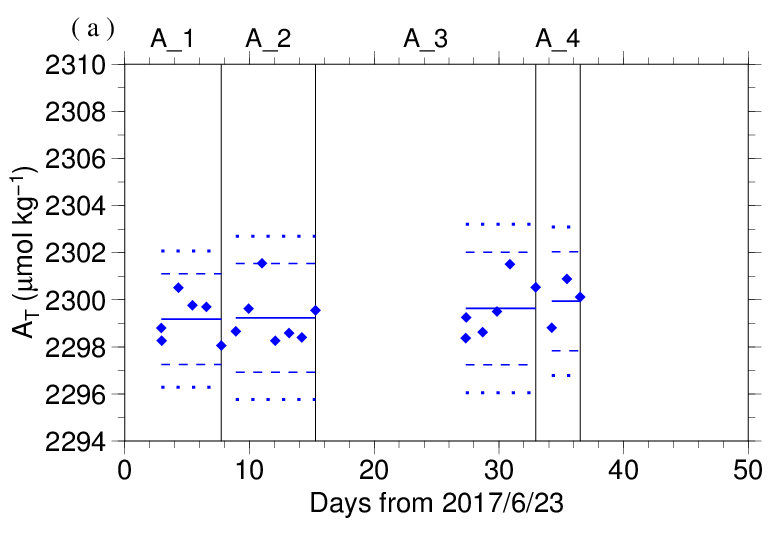 (a)
A_1 A_2 A_3 A_4
2310
2308
2306
2304
2302
2300
2298
2296
2294
A_T (μmol kg⁻¹)
0 10 20 30 40 50
Days from 2017/6/23